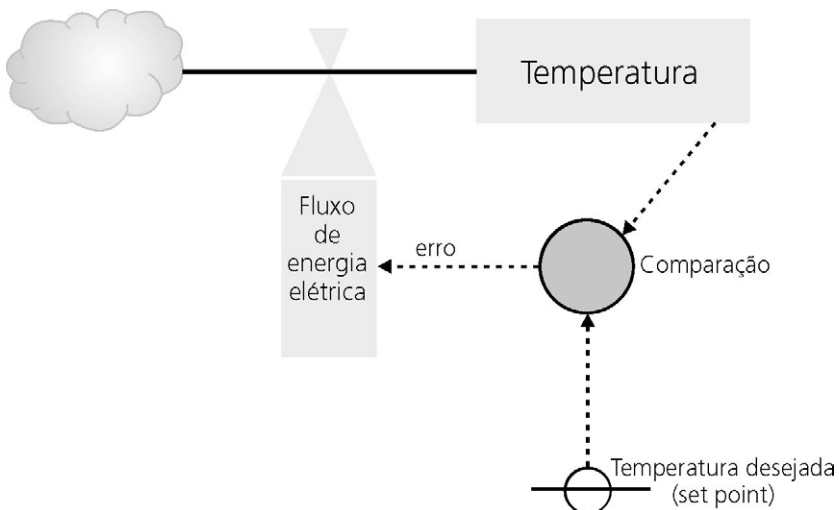 Temperatura
Fluxo
de
energia
elétrica
erro
Comparação
Temperatura desejada
(set point)